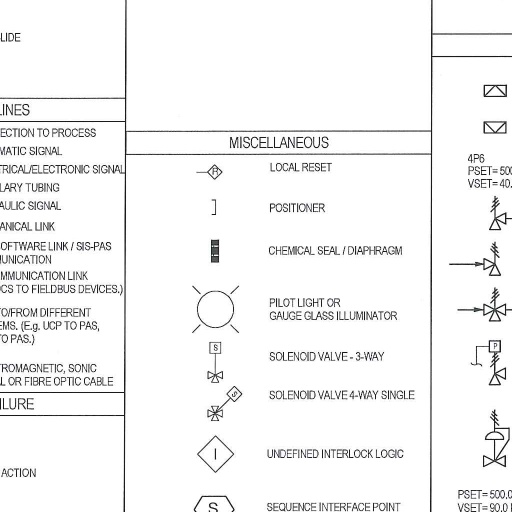 LIDE
INES
ECTION TO PROCESS
MATIC SIGNAL
TRICAL/ELECTRONIC SIGNAL
LARY TUBING
AULIC SIGNAL
ANICAL LINK
OFTWARE LINK / SIS-PAS
UNICATION
MMUNICATION LINK
OCS TO FIELDBUS DEVICES.)
O/FROM DIFFERENT
EMS. (E.g. UCP TO PAS,
O PAS.)
TROMAGNETIC, SONIC
L OR FIBRE OPTIC CABLE
ILURE
ACTION
MISCELLANEOUS
R
LOCAL RESET
POSITIONER
CHEMICAL SEAL / DIAPHRAGM
PILOT LIGHT OR
GAUGE GLASS ILLUMINATOR
S
SOLENOID VALVE - 3-WAY
S
SOLENOID VALVE 4-WAY SINGLE
I
UNDEFINED INTERLOCK LOGIC
S
SEQUENCE INTERFACE POINT
4P6
PSET= 500
VSET= 40.
P
PSET= 500.0
VSET= 90.0